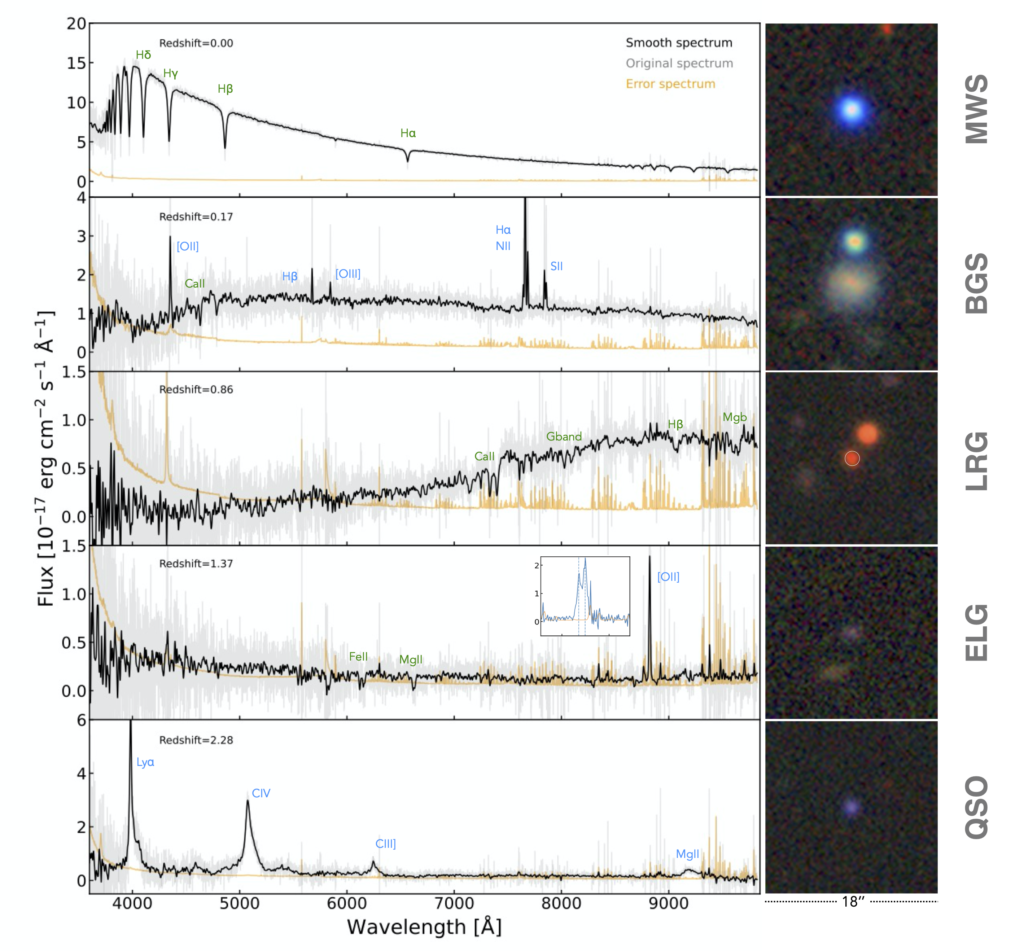 Redshift=0.00
Hδ
Hγ
Hβ
Hα
Smooth spectrum
Original spectrum
Error spectrum
20
15
10
5
0
MWS
Redshift=0.17
[OII]
CaII
Hβ
[OIII]
Hα
NII
SII
4
3
2
1
0
BGS
Redshift=0.86
CaII
Gband
Hβ
Mgb
1.5
1.0
0.5
0.0
LRG
Redshift=1.37
FeII
MgII
[OII]
2
1
0
1.5
1.0
0.5
0.0
ELG
Redshift=2.28
Lyα
CIV
CIII]
MgII
6
4
2
0
QSO
Flux [10⁻¹⁷ erg cm⁻² s⁻¹ Å⁻¹]
4000 5000 6000 7000 8000 9000
Wavelength [Å]
18’’